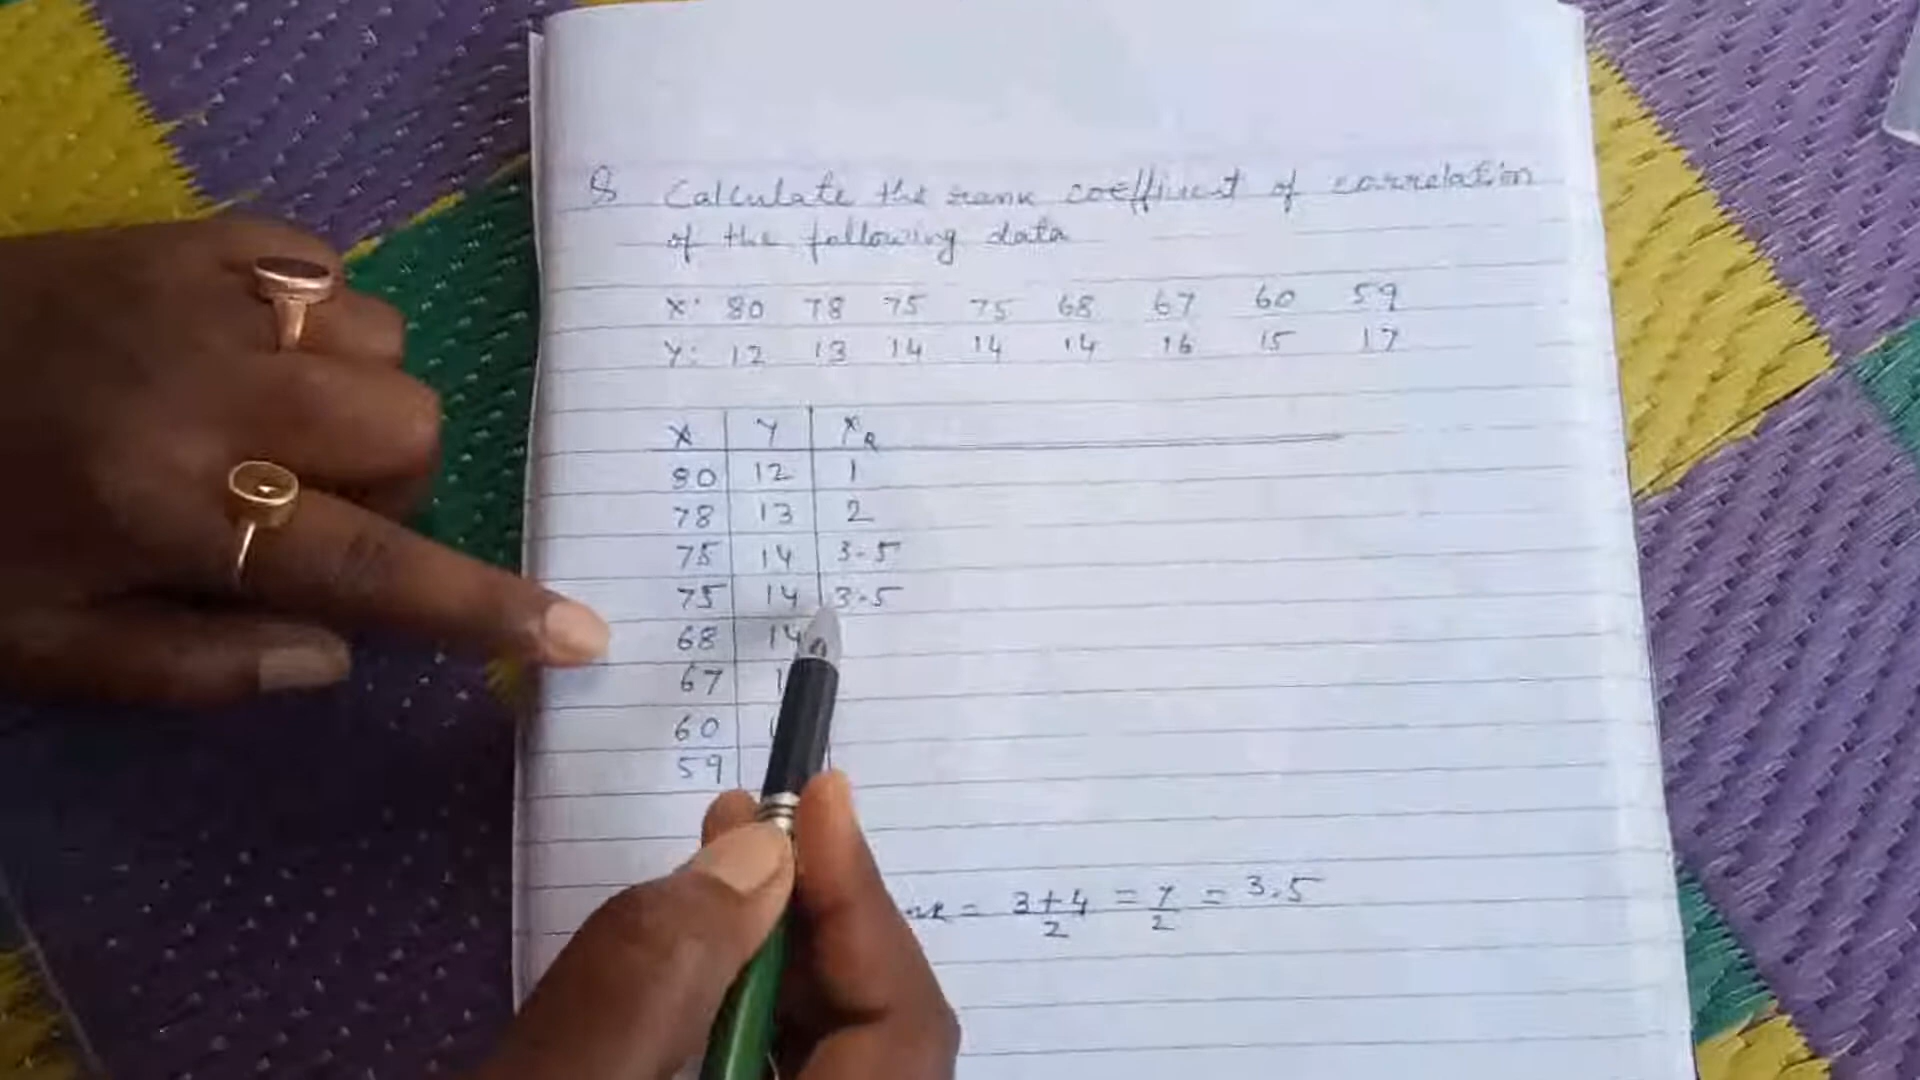 Q Calculate the rank coefficient of correlation
of the following data
X: 80 78 75 75 68 67 60 59
Y: 12 13 14 14 14 16 15 17
X Y XR
80 12 1
78 13 2
75 14 3.5
75 14 3.5
68 14
67 1
60
59
= 3+4/2 = 7/2 = 3.5